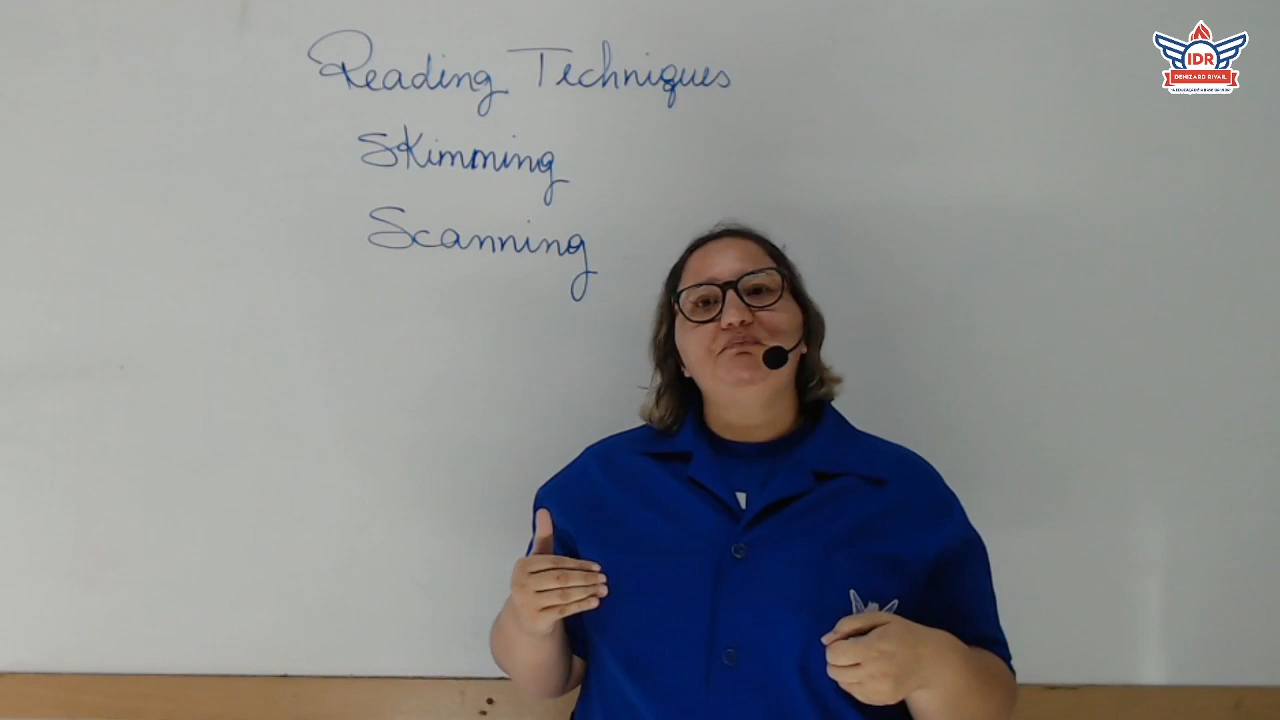 Reading Techniques
Skimming
Scanning
IDR
DENIZARD RIVAIL